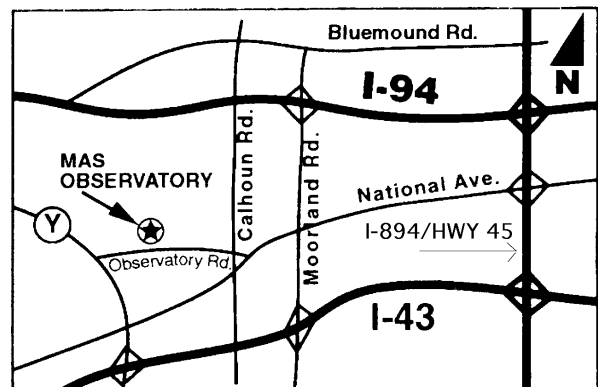 Bluemound Rd.
N
I-94
MAS
OBSERVATORY
Calhoun Rd.
Moorland Rd.
National Ave.
Y
I-894/HWY 45
Observatory Rd.
I-43